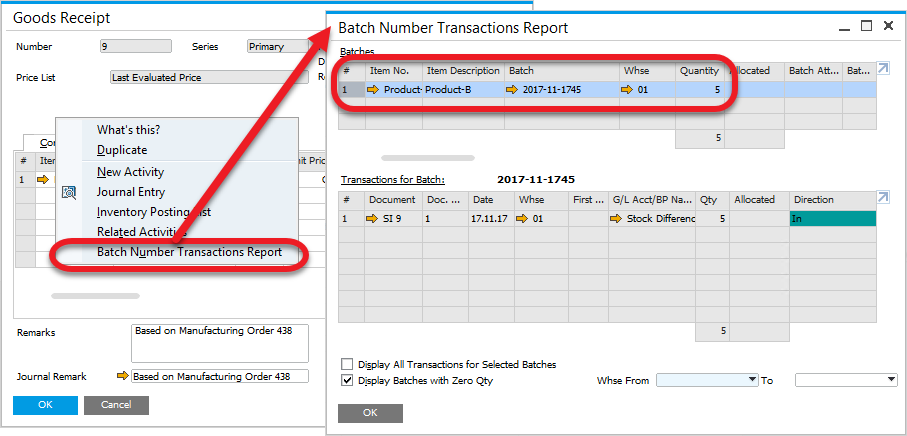 Goods Receipt
Number 9 Series Primary
D
Price List Last Evaluated Price Re
What's this?
Duplicate
New Activity
Journal Entry
Inventory Posting List
Related Activities
Batch Number Transactions Report
Co
# Iter nit Pric
1
Remarks Based on Manufacturing Order 438
Journal Remark Based on Manufacturing Order 438
OK Cancel
Batch Number Transactions Report
Batches
# Item No. Item Description Batch Whse Quantity Allocated Batch Att... Bat...
1 Product- Product-B 2017-11-1745 01 5
5
Transactions for Batch: 2017-11-1745
# Document Doc. ... Date Whse First ... G/L Acct/BP Na... Qty Allocated Direction
1 SI 9 1 17.11.17 01 Stock Differenc 5 In
5
Display All Transactions for Selected Batches
Display Batches with Zero Qty Whse From To
OK